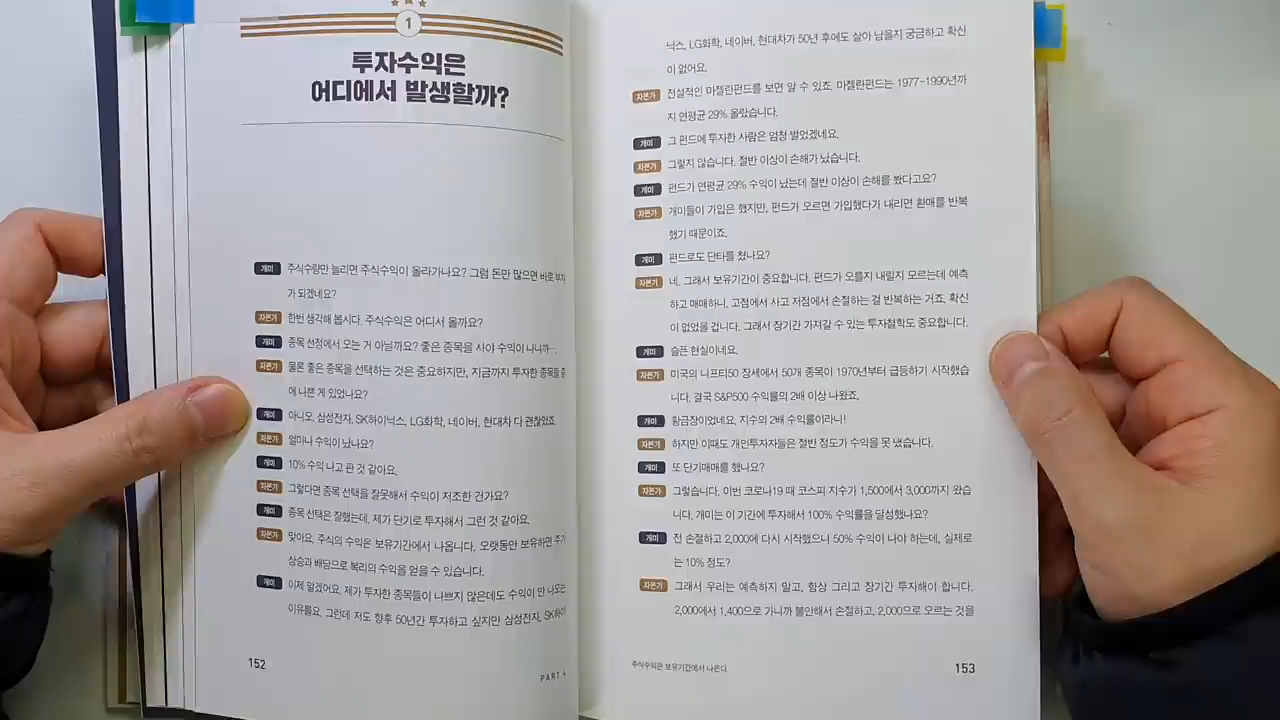 1
투자수익은
어디에서 발생할까?
개미 주식수량만 늘리면 주식수익이 올라가나요? 그럼 돈만 많으면 바로 부자
가 되겠네요?
자본가 한번 생각해 봅시다. 주식수익은 어디서 올까요?
개미 종목 선정에서 오는 거 아닐까요? 좋은 종목을 사야 수익이 나니까….
자본가 물론 좋은 종목을 선택하는 것은 중요하지만, 지금까지 투자한 종목들 중
에 나쁜 게 있었나요?
개미 아니오, 삼성전자, SK하이닉스, LG화학, 네이버, 현대차 다 괜찮았죠.
자본가 얼마나 수익이 났나요?
개미 10% 수익 나고 판 것 같아요.
자본가 그렇다면 종목 선택을 잘못해서 수익이 저조한 건가요?
개미 종목 선택은 잘했는데, 제가 단기로 투자해서 그런 것 같아요.
자본가 맞아요. 주식의 수익은 보유기간에서 나옵니다. 오랫동안 보유하면 주가
상승과 배당으로 복리의 수익을 얻을 수 있습니다.
개미 이제 알겠어요. 제가 투자한 종목들이 나쁘지 않은데도 수익이 안 나오는
이유를요. 그런데 저도 향후 50년간 투자하고 싶지만 삼성전자, SK하이
152
PART 4
닉스, LG화학, 네이버, 현대차가 50년 후에도 살아 남을지 궁금하고 확신
이 없어요.
자본가 전설적인 마젤란펀드를 보면 알 수 있죠. 마젤란펀드는 1977~1990년까
지 연평균 29% 올랐습니다.
개미 그 펀드에 투자한 사람은 엄청 벌었겠네요.
자본가 그렇지 않습니다. 절반 이상이 손해가 났습니다.
개미 펀드가 연평균 29% 수익이 났는데 절반 이상이 손해를 봤다고요?
자본가 개미들이 가입은 했지만, 펀드가 오르면 가입했다가 내리면 환매를 반복
했기 때문이죠.
개미 펀드로도 단타를 쳤나요?
자본가 네. 그래서 보유기간이 중요합니다. 펀드가 오를지 내릴지 모르는데 예측
하고 매매하니, 고점에서 사고 저점에서 손절하는 걸 반복하는 거죠. 확신
이 없었을 겁니다. 그래서 장기간 가져갈 수 있는 투자철학도 중요합니다.
개미 슬픈 현실이네요.
자본가 미국의 니프티50 장세에서 50개 종목이 1970년부터 급등하기 시작했습
니다. 결국 S&P500 수익률의 2배 이상 나왔죠.
개미 황금장이었네요. 지수의 2배 수익률이라니!
자본가 하지만 이때도 개인투자자들은 절반 정도가 수익을 못 냈습니다.
개미 또 단기매매를 했나요?
자본가 그렇습니다. 이번 코로나19 때 코스피 지수가 1,500에서 3,000까지 왔습
니다. 개미는 이 기간에 투자해서 100% 수익률을 달성했나요?
개미 전 손절하고 2,000에 다시 시작했으니 50% 수익이 나야 하는데, 실제로
는 10% 정도?
자본가 그래서 우리는 예측하지 말고, 항상 그리고 장기간 투자해야 합니다.
2,000에서 1,400으로 가니까 불안해서 손절하고, 2,000으로 오르는 것을
주식수익은 보유기간에서 나온다
153